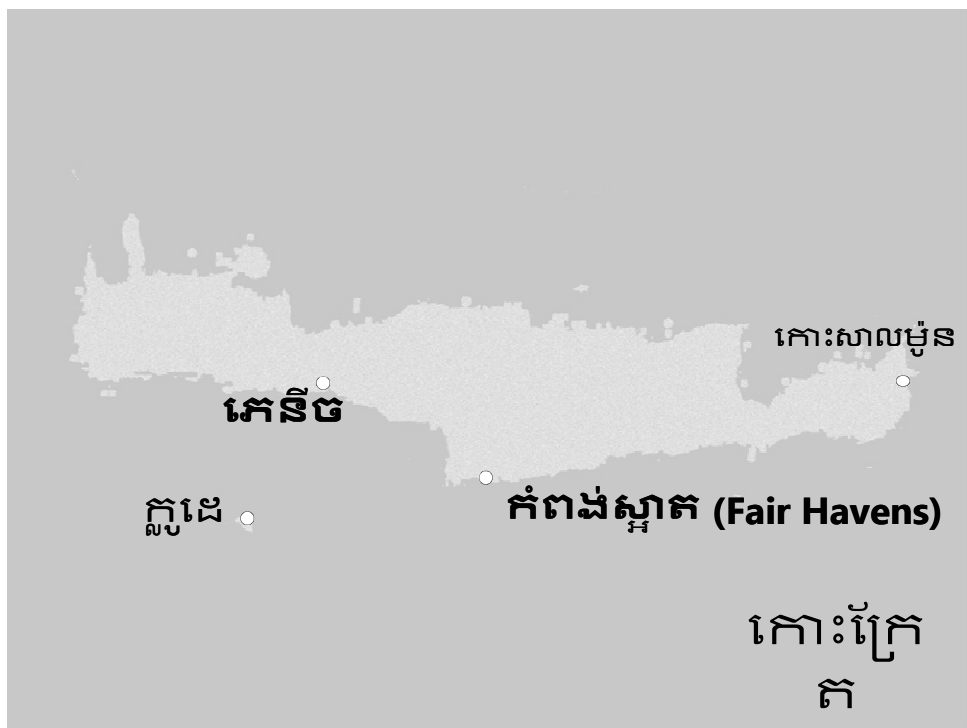 កោះសាលម៉ូន
ភេនីច
ក្លូដេ
កំពង់ស្អាត (Fair Havens)
កោះក្រែ
ត